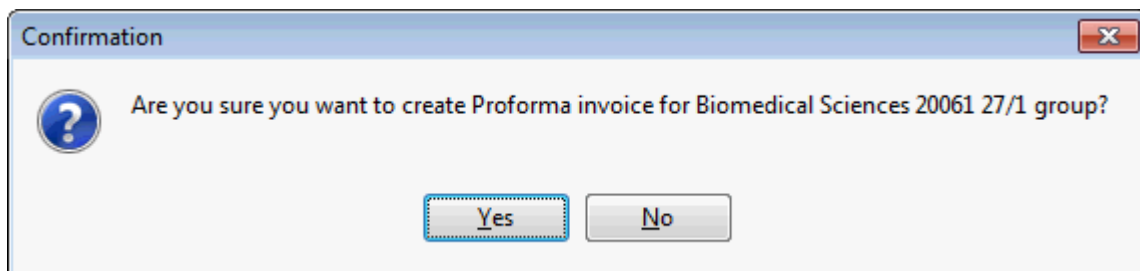 Confirmation
Are you sure you want to create Proforma invoice for Biomedical Sciences 20061 27/1 group?
Yes
No